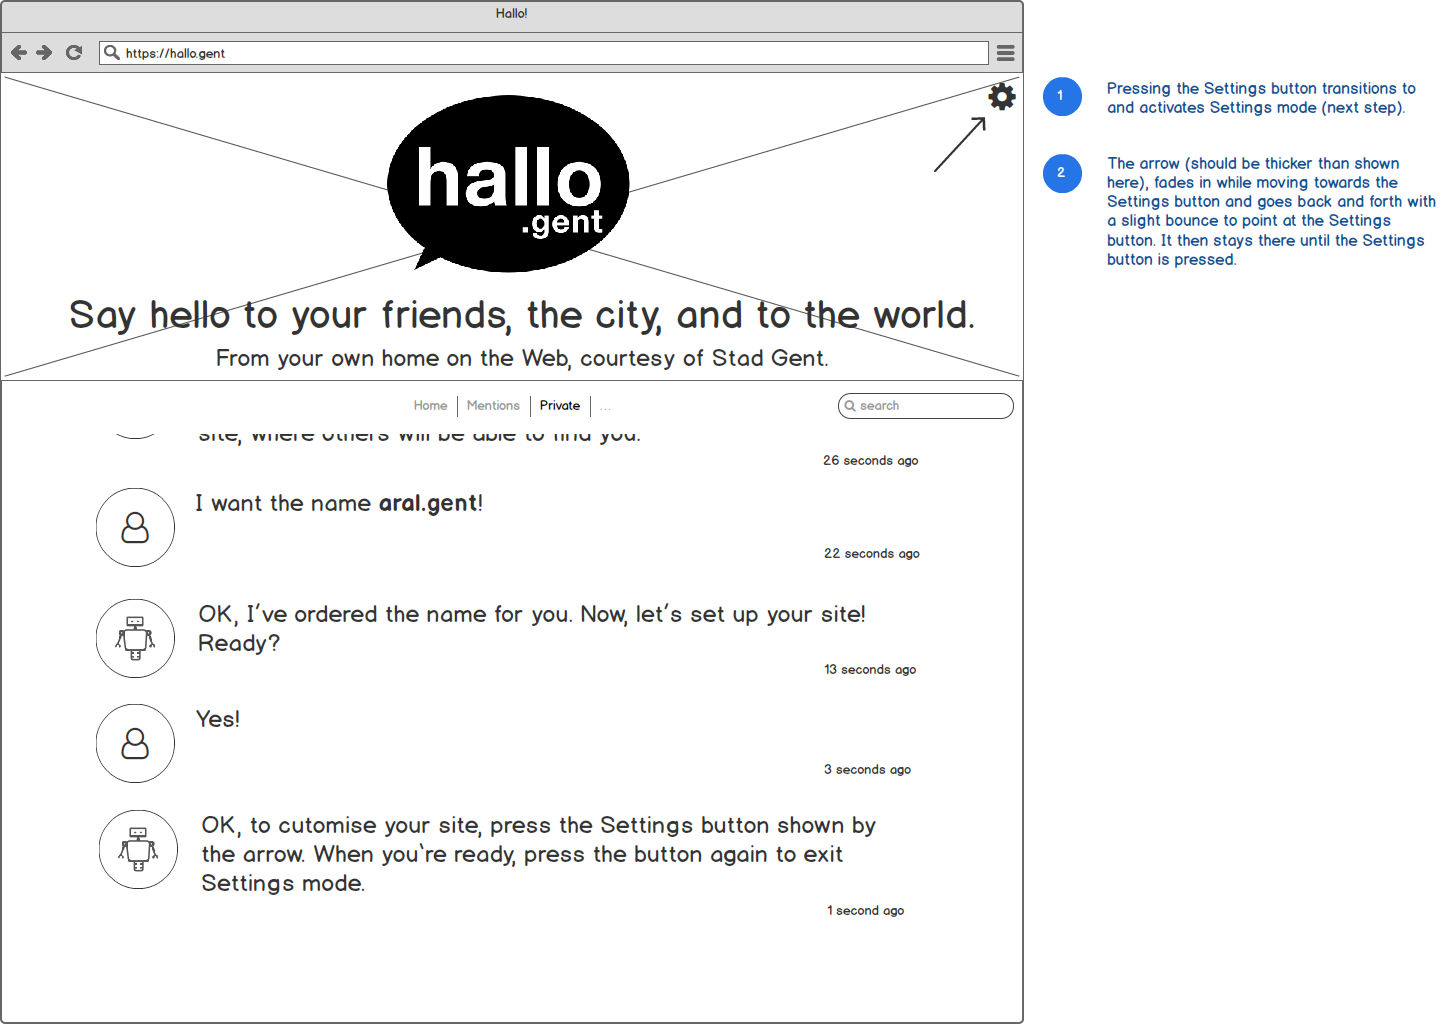 Hallo!
https://hallo.gent
hallo
.gent
Say hello to your friends, the city, and to the world.
From your own home on the Web, courtesy of Stad Gent.
Home
Mentions
Private
...
search
site, where others will be able to find you.
26 seconds ago
I want the name aral.gent!
22 seconds ago
OK, I've ordered the name for you. Now, let's set up your site!
Ready?
13 seconds ago
Yes!
3 seconds ago
OK, to cutomise your site, press the Settings button shown by
the arrow. When you`re ready, press the button again to exit
Settings mode.
1 second ago
1
Pressing the Settings button transitions to
and activates Settings mode (next step).
2
The arrow (should be thicker than shown
here), fades in while moving towards the
Settings button and goes back and forth with
a slight bounce to point at the Settings
button. It then stays there until the Settings
button is pressed.